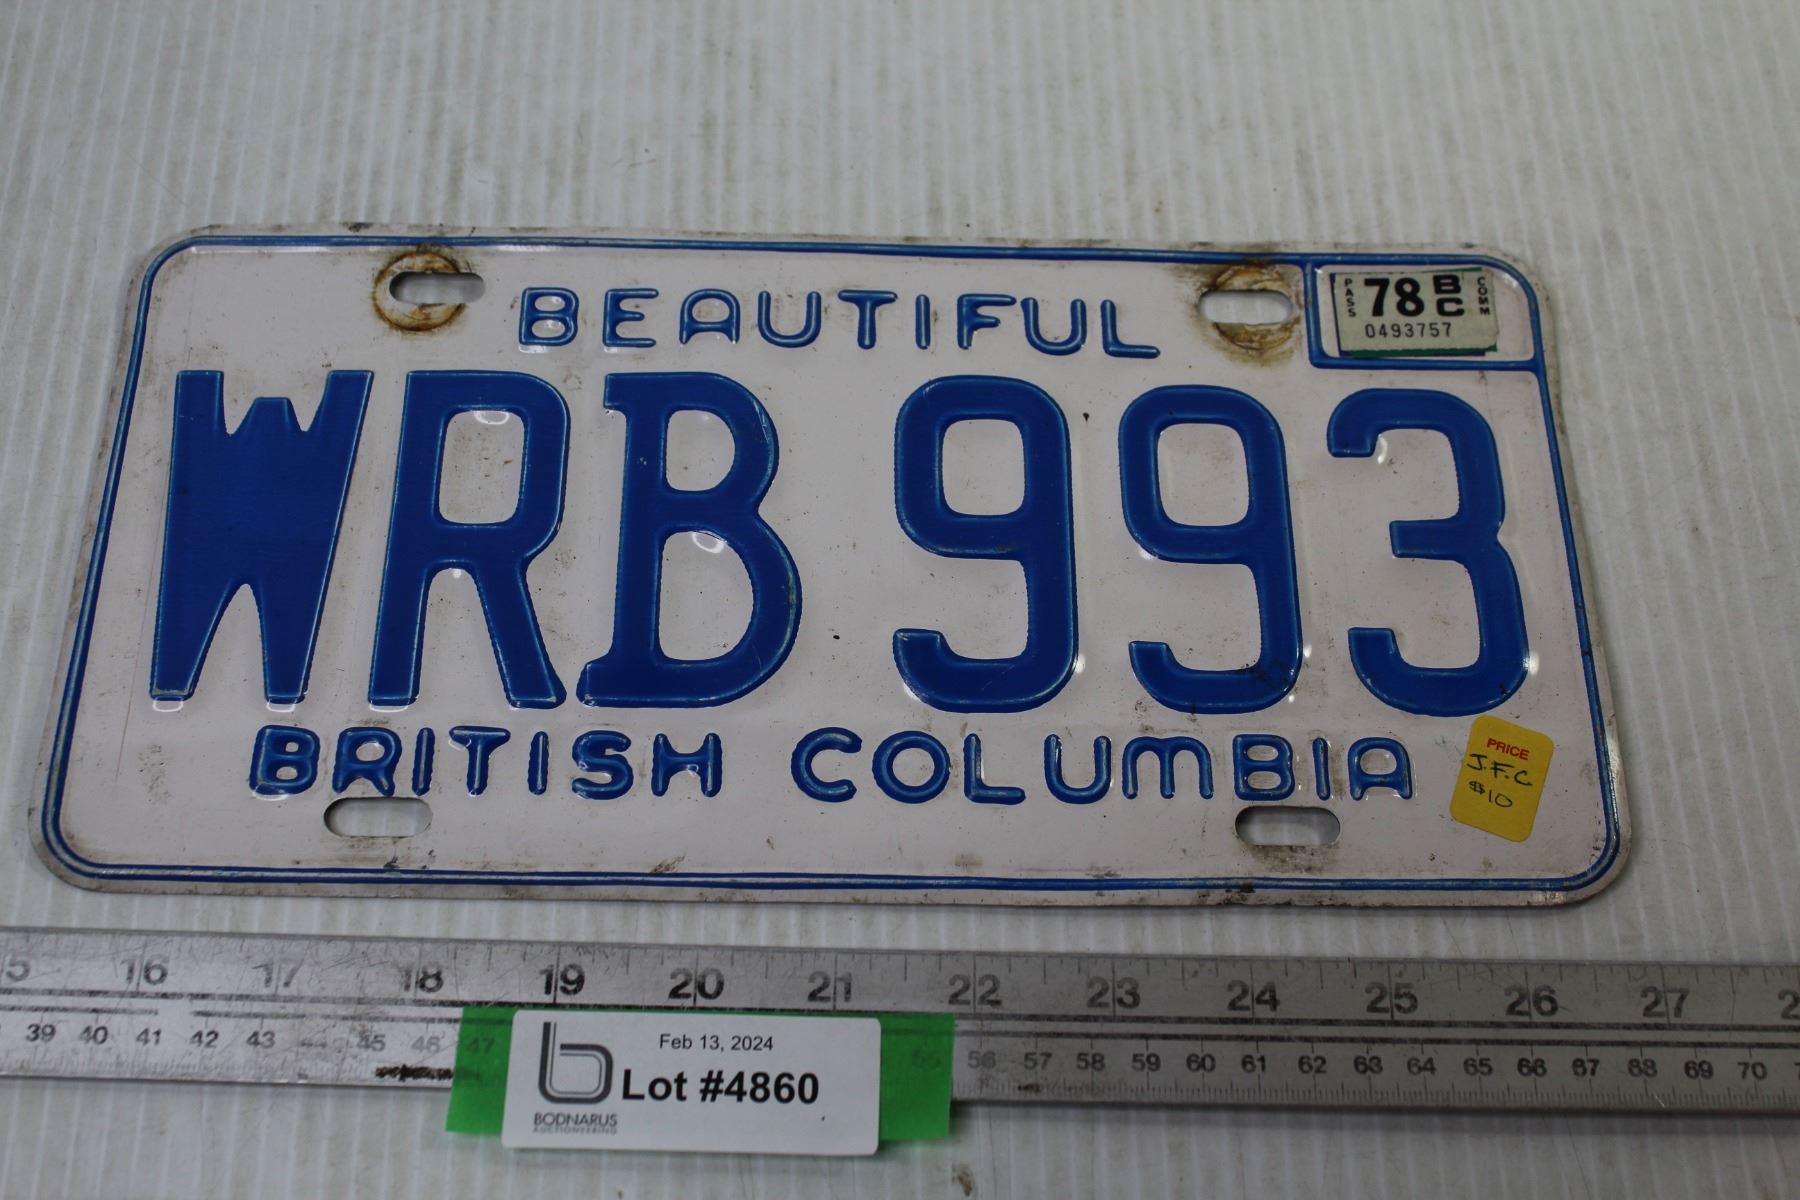 BEAUTIFUL
PASS 78 BC COMM
0493757
WRB 993
BRITISH COLUMBIA
PRICE
J.F.C
$10
16 17 18 19 20 21 22 23 24 25 26 27
39 40 41 42 43 45 46 47 55 56 57 58 59 60 61 62 63 64 65 66 67 68 69 70
Feb 13, 2024
Lot #4860
BODNARUS
AUCTIONEERING